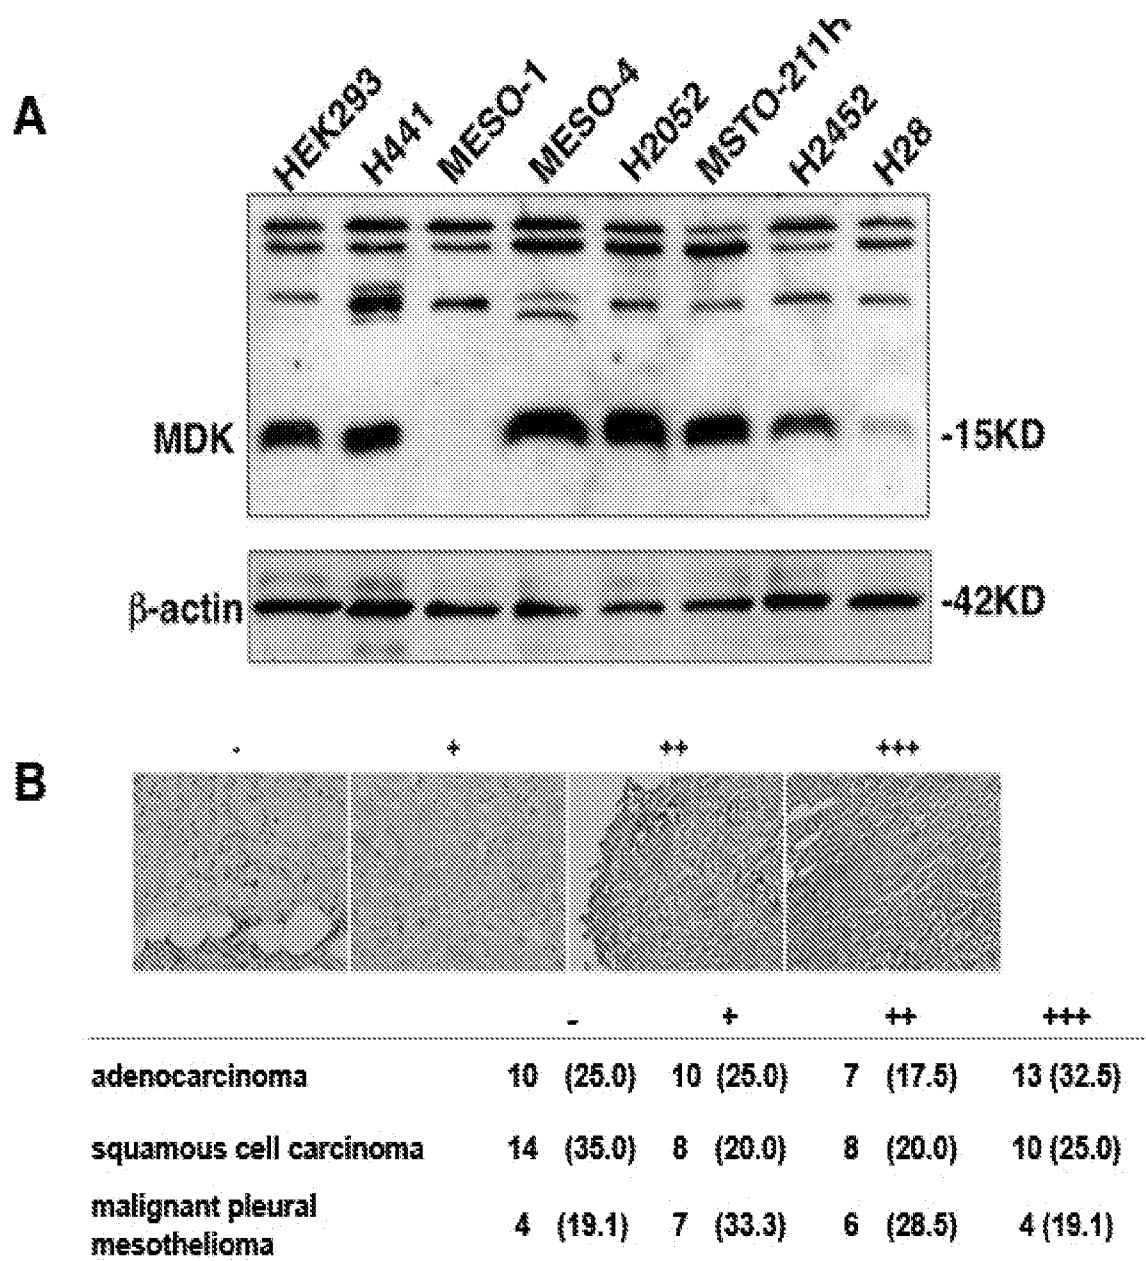 A
HEK293
H441
MESO-1
MESO-4
H2052
MSTO-211H
H2452
H28
MDK
-15KD
β-actin
-42KD
B
- + ++ +++
- + ++ +++
adenocarcinoma 10 (25.0) 10 (25.0) 7 (17.5) 13 (32.5)
squamous cell carcinoma 14 (35.0) 8 (20.0) 8 (20.0) 10 (25.0)
malignant pleural
mesothelioma 4 (19.1) 7 (33.3) 6 (28.5) 4 (19.1)